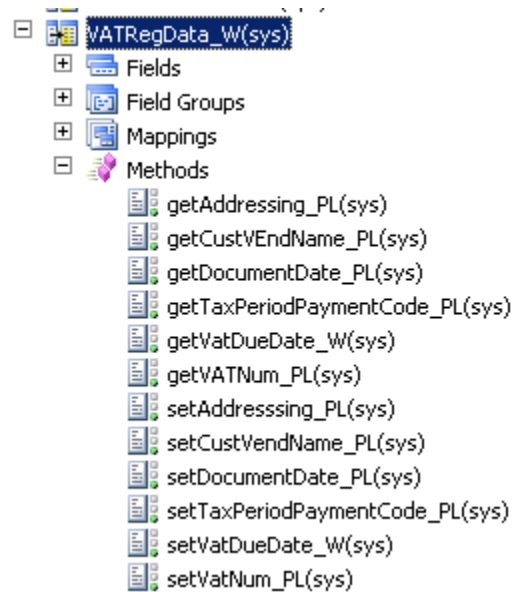 VATRegData_W(sys)
Fields
Field Groups
Mappings
Methods
getAddressing_PL(sys)
getCustVEndName_PL(sys)
getDocumentDate_PL(sys)
getTaxPeriodPaymentCode_PL(sys)
getVatDueDate_W(sys)
getVATNum_PL(sys)
setAddresssing_PL(sys)
setCustVendName_PL(sys)
setDocumentDate_PL(sys)
setTaxPeriodPaymentCode_PL(sys)
setVatDueDate_W(sys)
setVatNum_PL(sys)